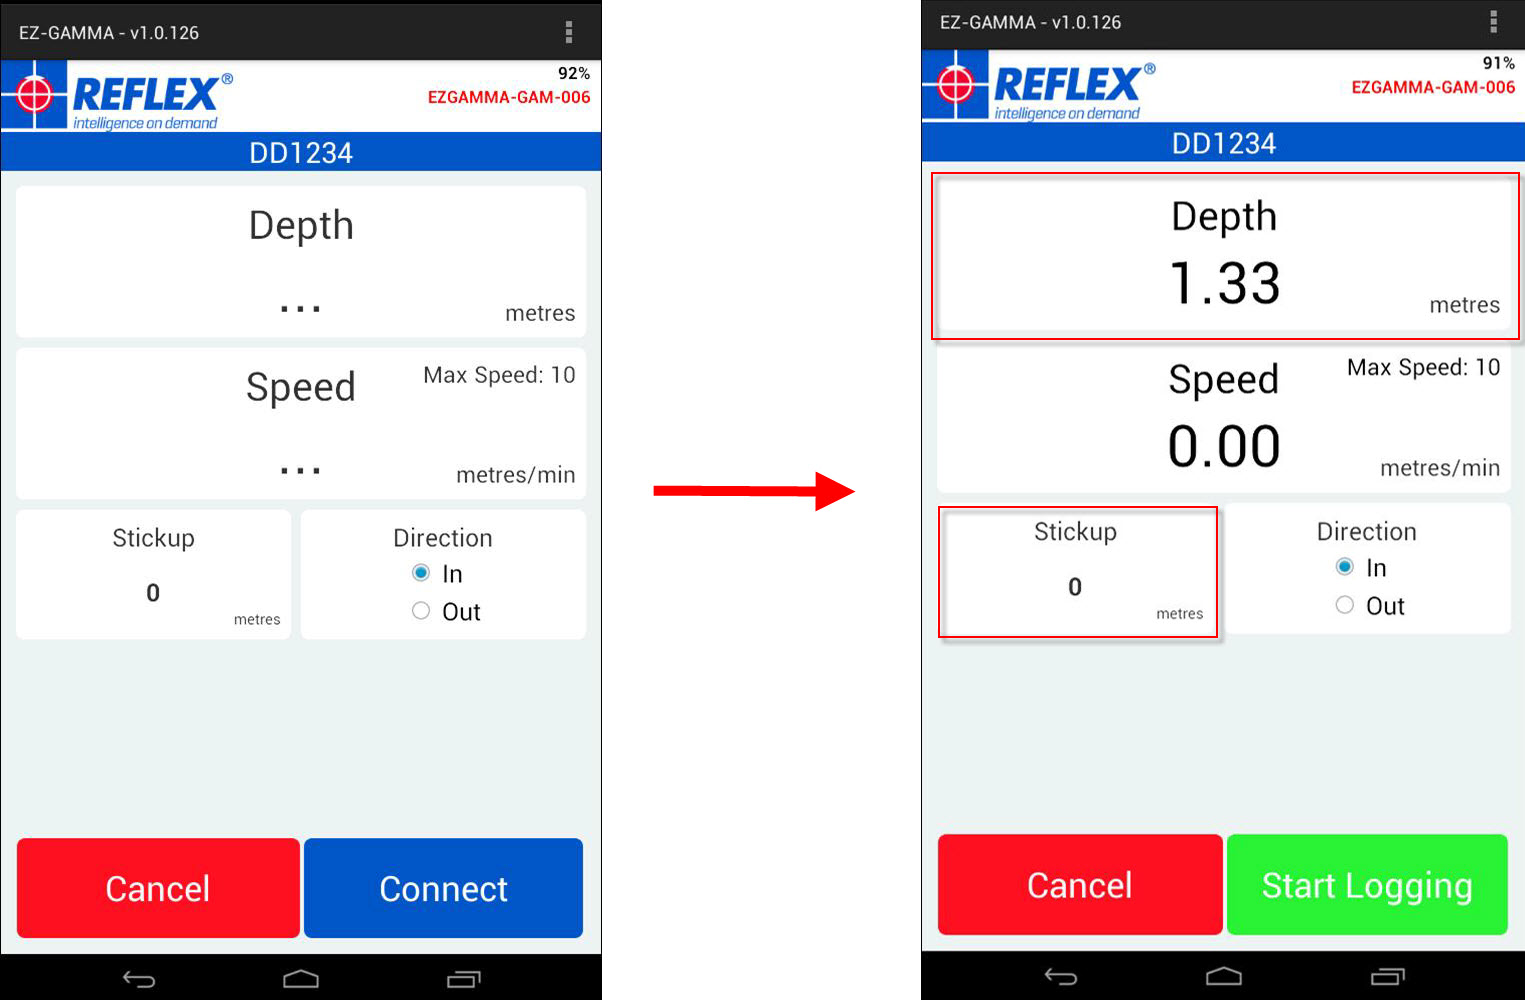 EZ-GAMMA - v1.0.126
92%
REFLEX®
EZGAMMA-GAM-006
intelligence on demand
DD1234
Depth
...
metres
Speed
Max Speed: 10
...
metres/min
Stickup
0
metres
Direction
In
Out
Cancel
Connect
EZ-GAMMA - v1.0.126
91%
REFLEX®
EZGAMMA-GAM-006
intelligence on demand
DD1234
Depth
1.33
metres
Speed
Max Speed: 10
0.00
metres/min
Stickup
0
metres
Direction
In
Out
Cancel
Start Logging